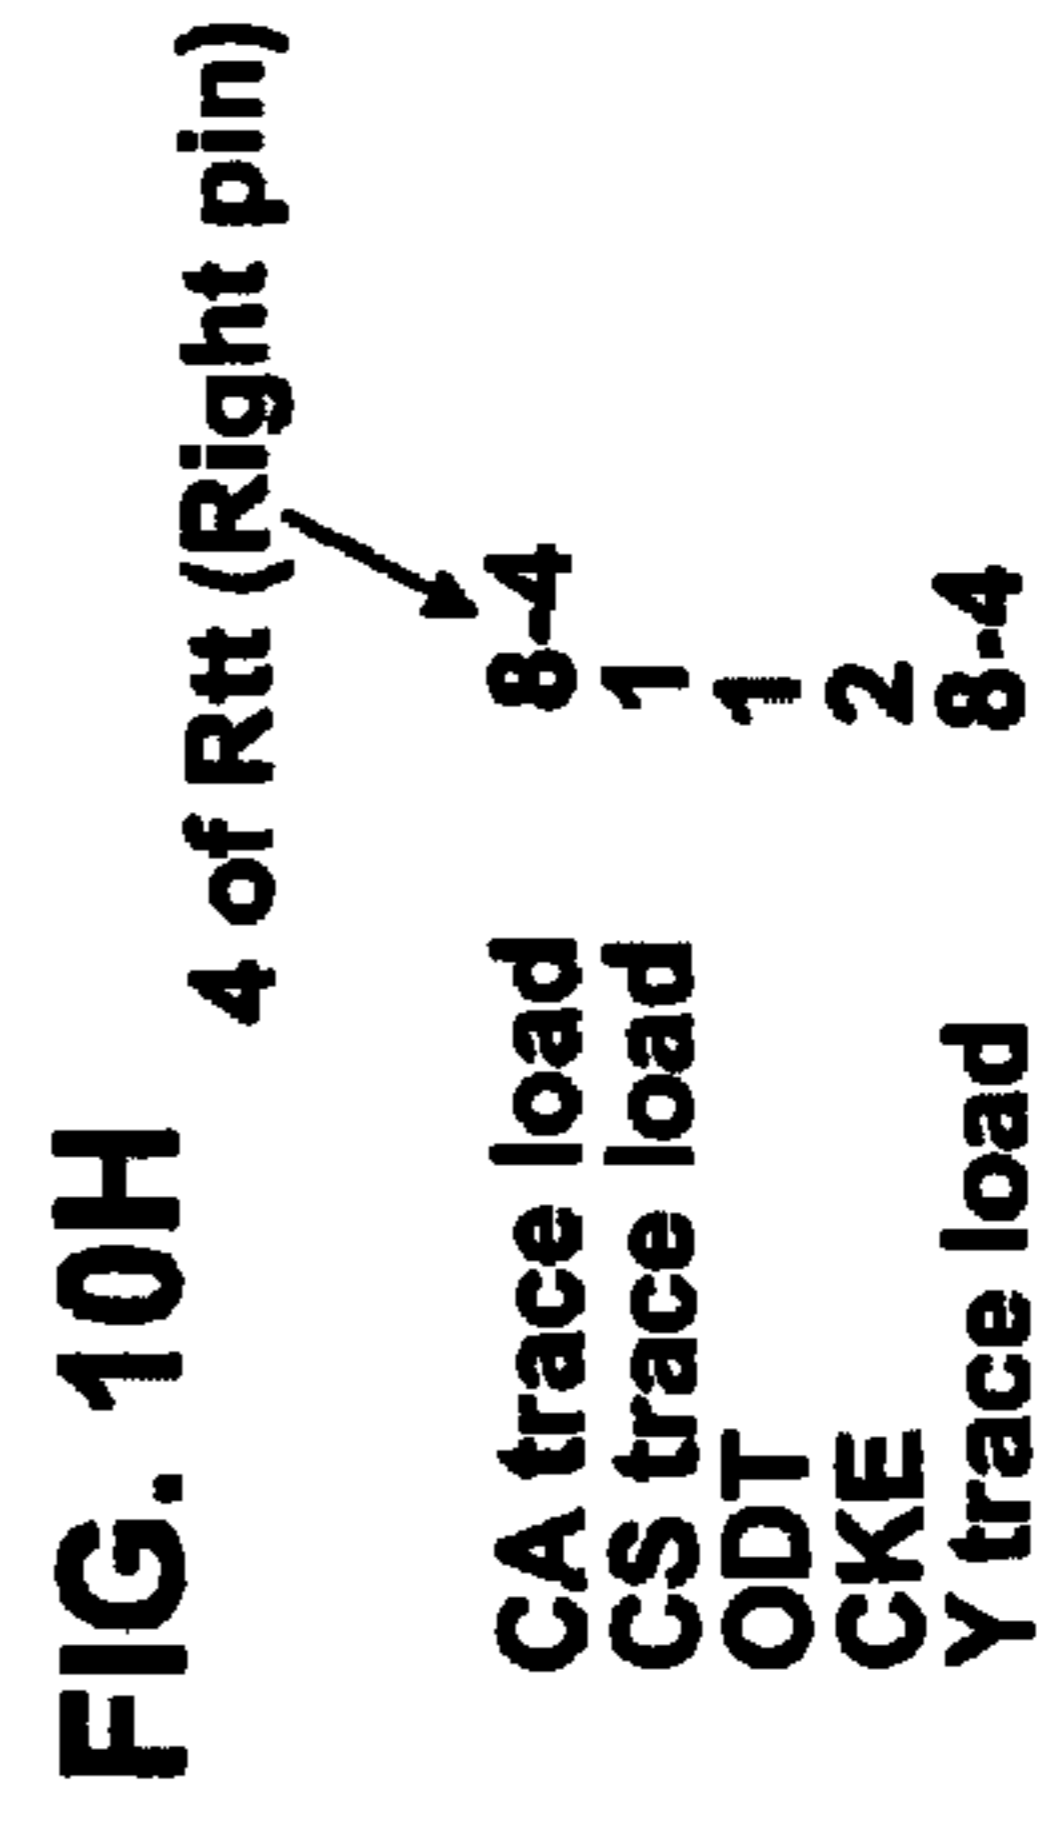 FIG. 10H
4 of Rtt (Right pin)
CA trace load 8-4
CS trace load 1
ODT 1
CKE 2
Y trace load 8-4